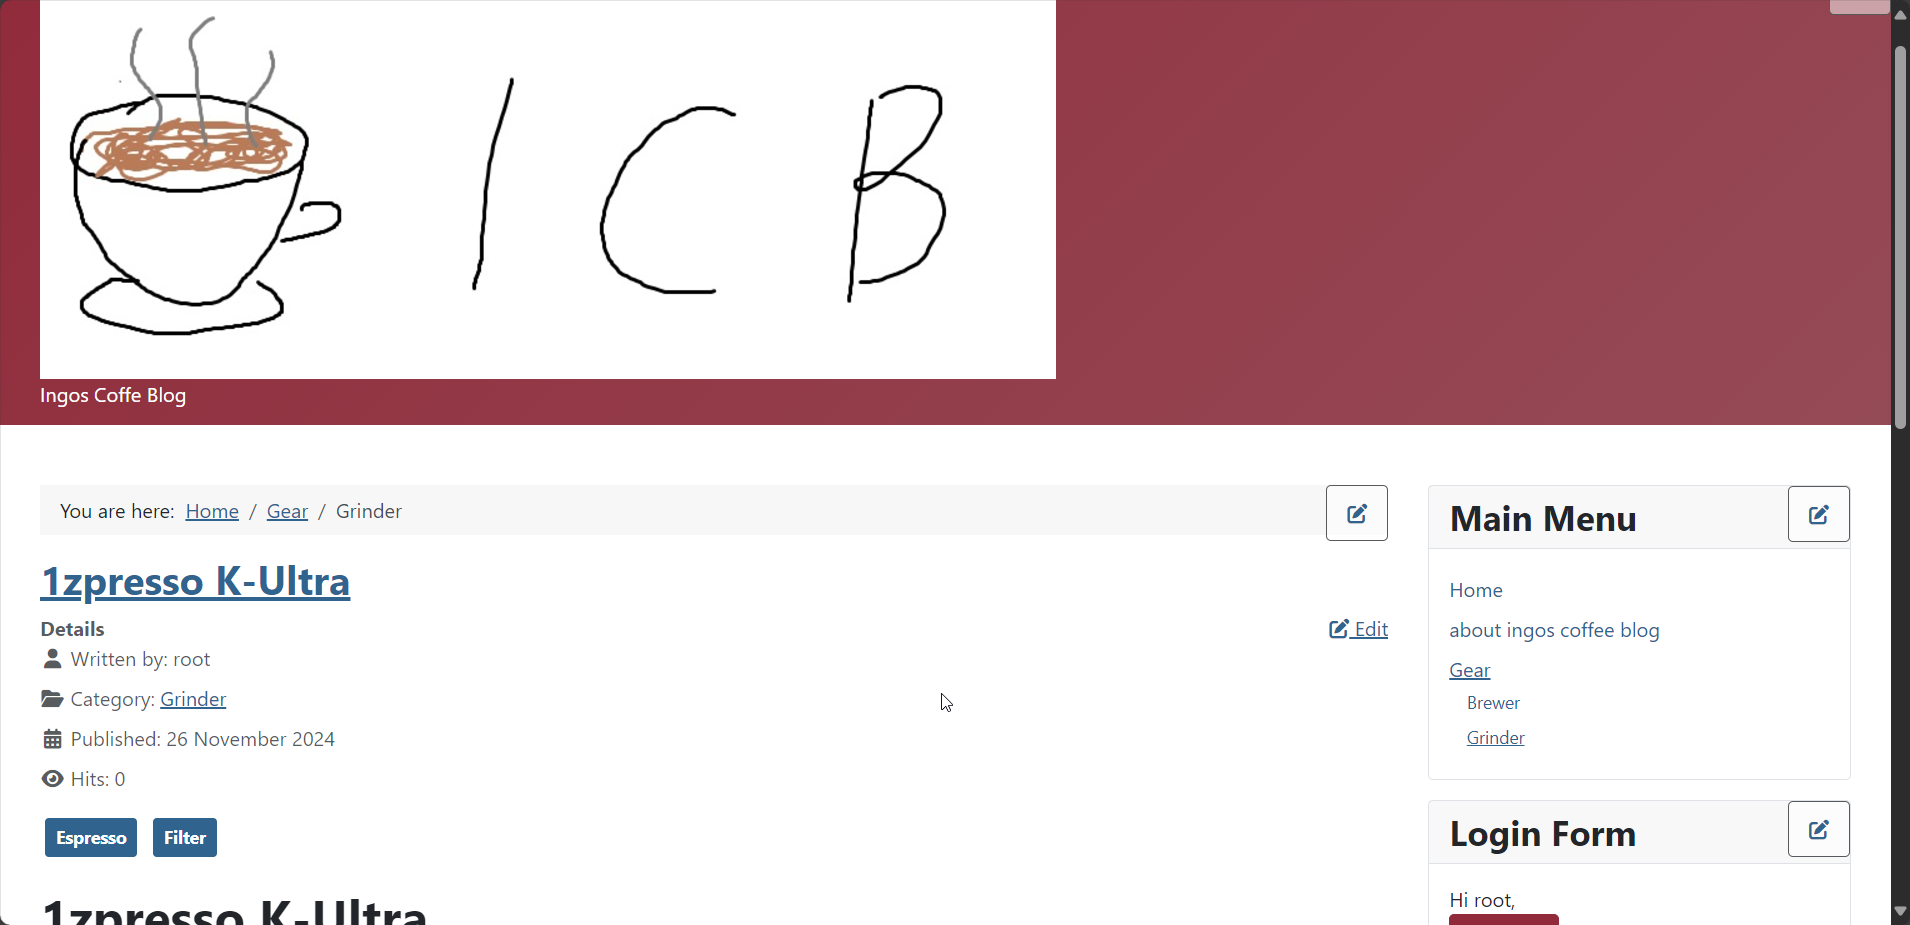 I C B
Ingos Coffe Blog
You are here: Home / Gear / Grinder
1zpresso K-Ultra
Details
Edit
Written by: root
Category: Grinder
Published: 26 November 2024
Hits: 0
Espresso Filter
1zpresso K-Ultra
Main Menu
Home
about ingos coffee blog
Gear
Brewer
Grinder
Login Form
Hi root,